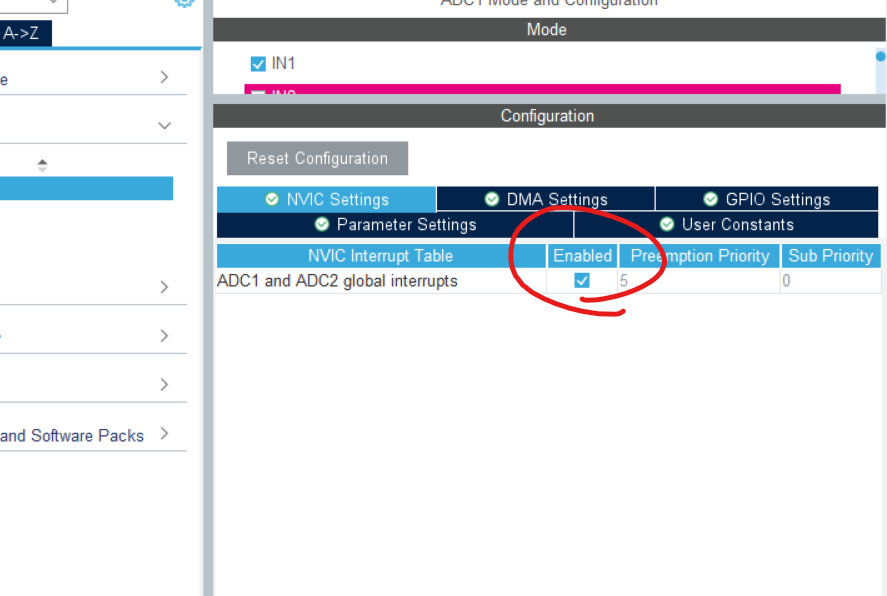 ADC1 Mode and Configuration
A->Z
Mode
IN1
e
Configuration
Reset Configuration
NVIC Settings
DMA Settings
GPIO Settings
Parameter Settings
User Constants
NVIC Interrupt Table
Enabled
Preemption Priority
Sub Priority
ADC1 and ADC2 global interrupts
5
0
and Software Packs